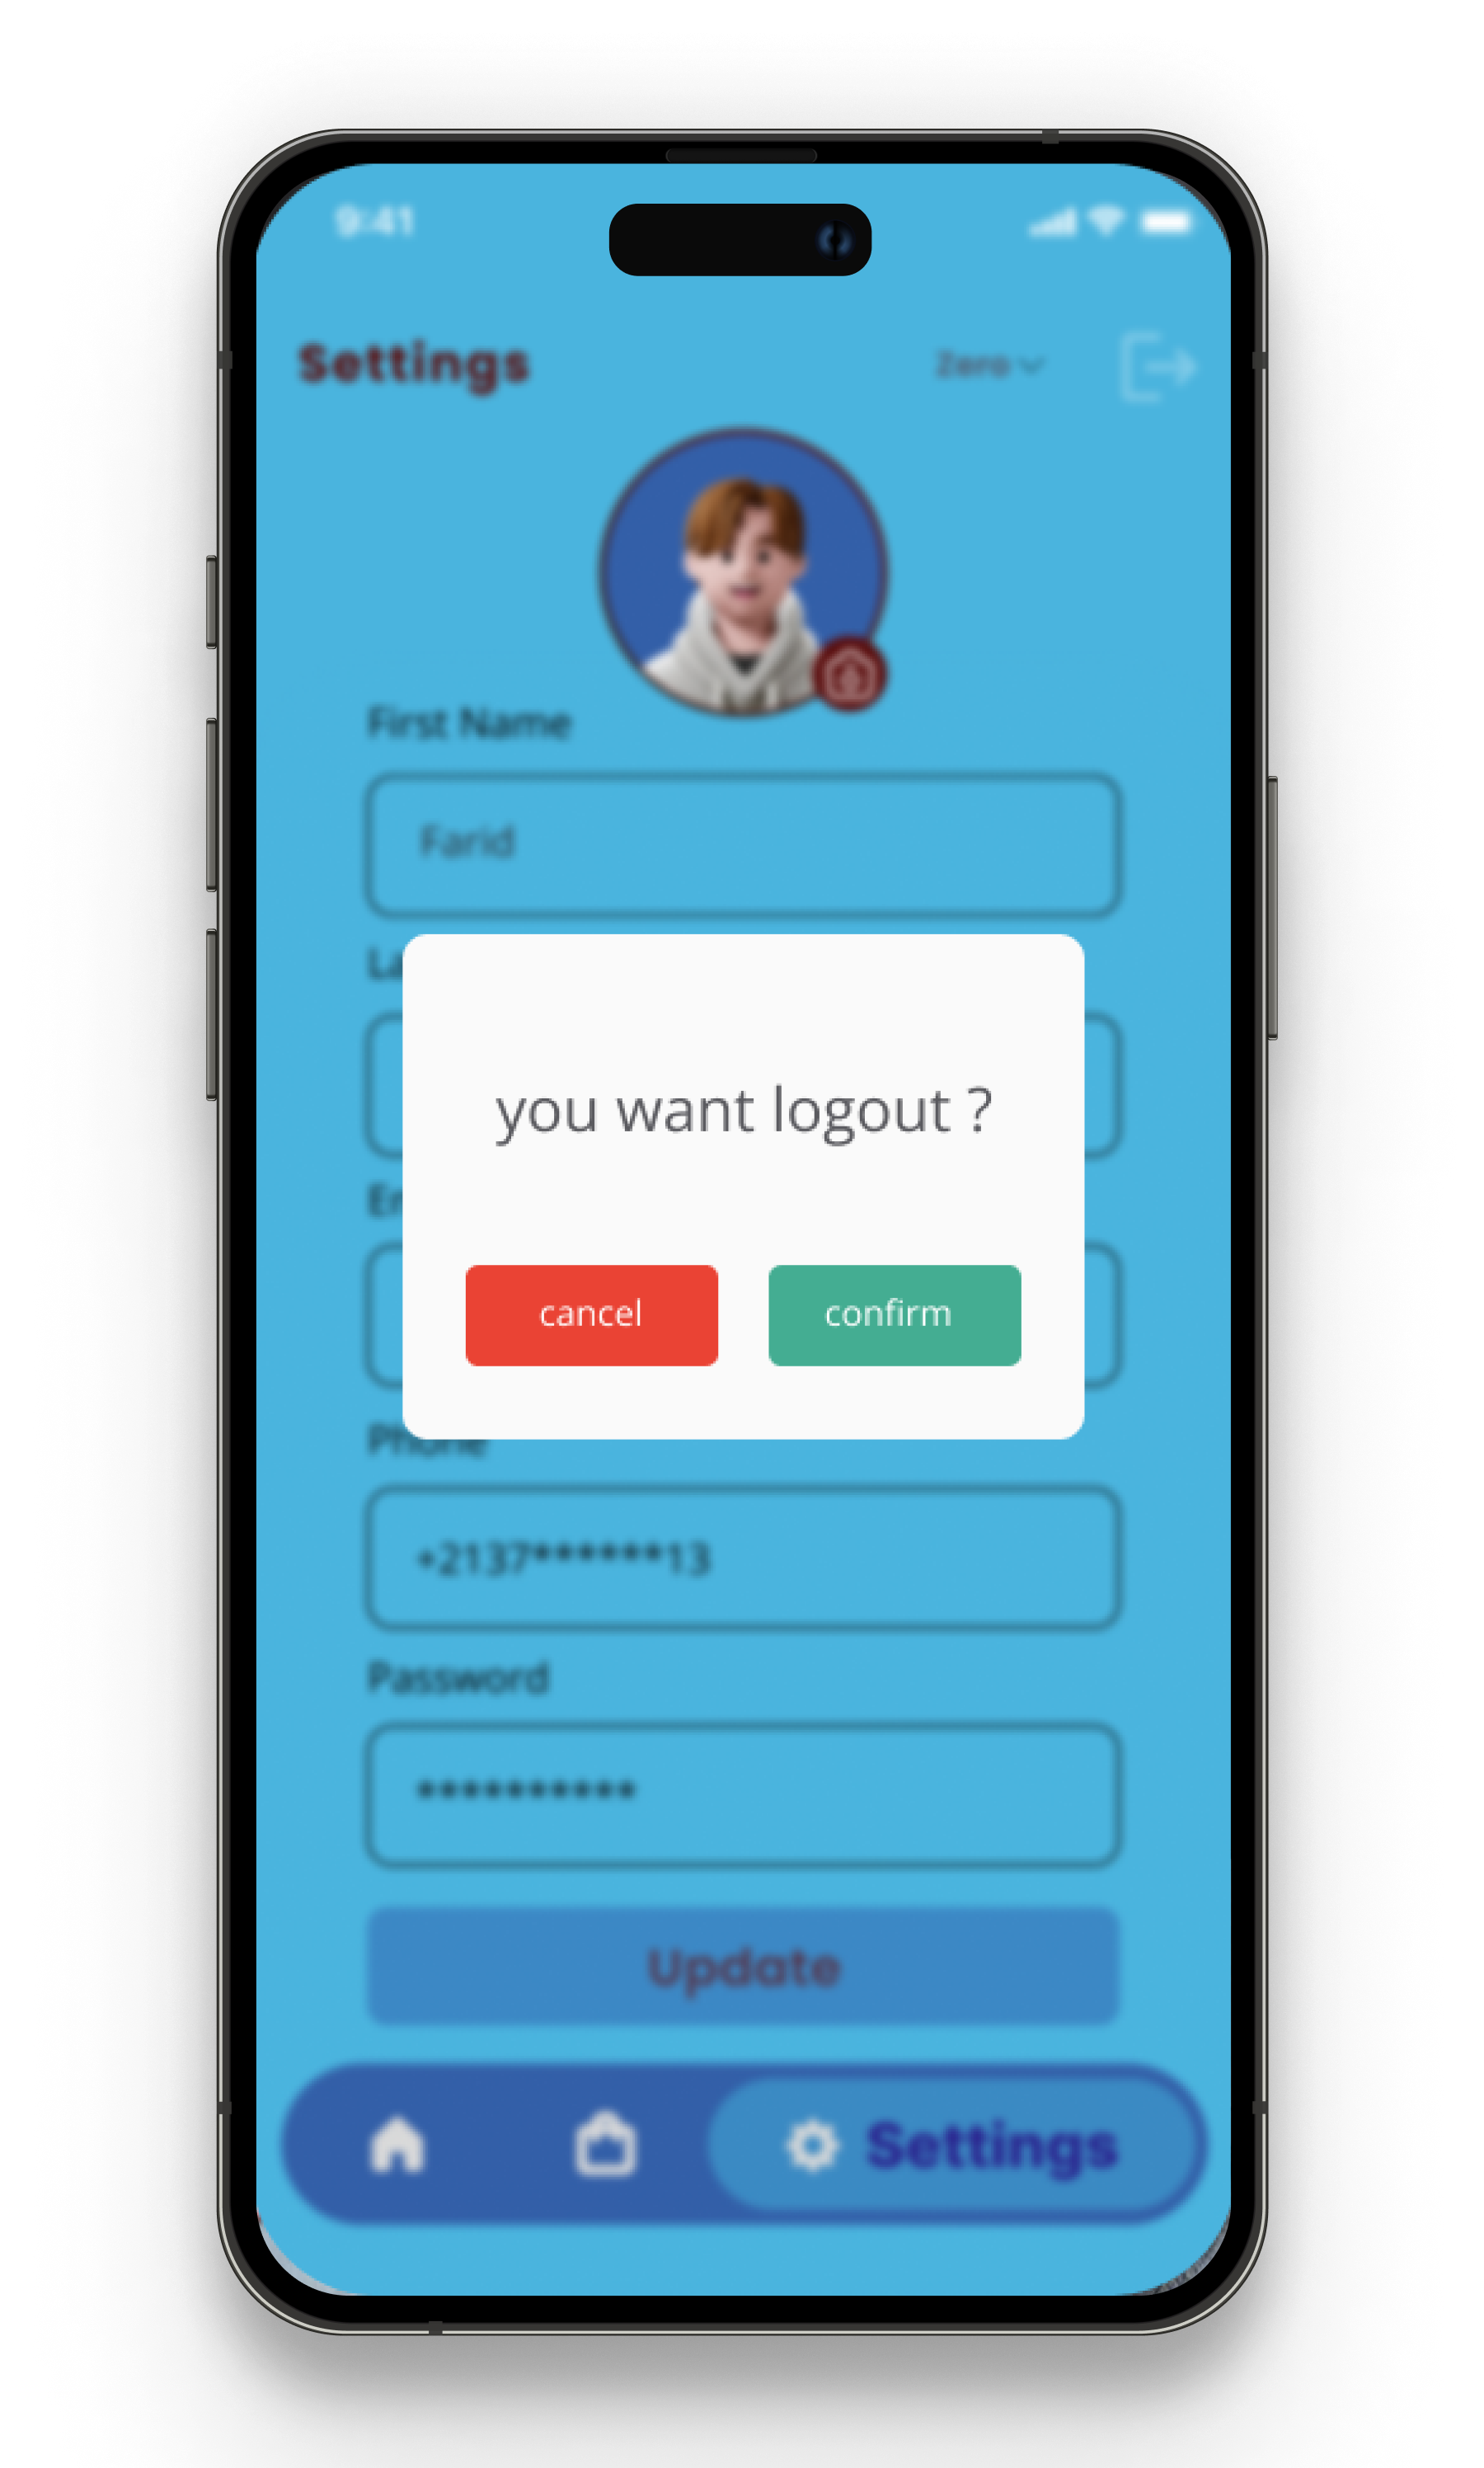 9:41
Settings
Zero
First Name
Farid
La
you want logout ?
cancel
confirm
Phone
+2137******13
Password
**********
Update
Settings